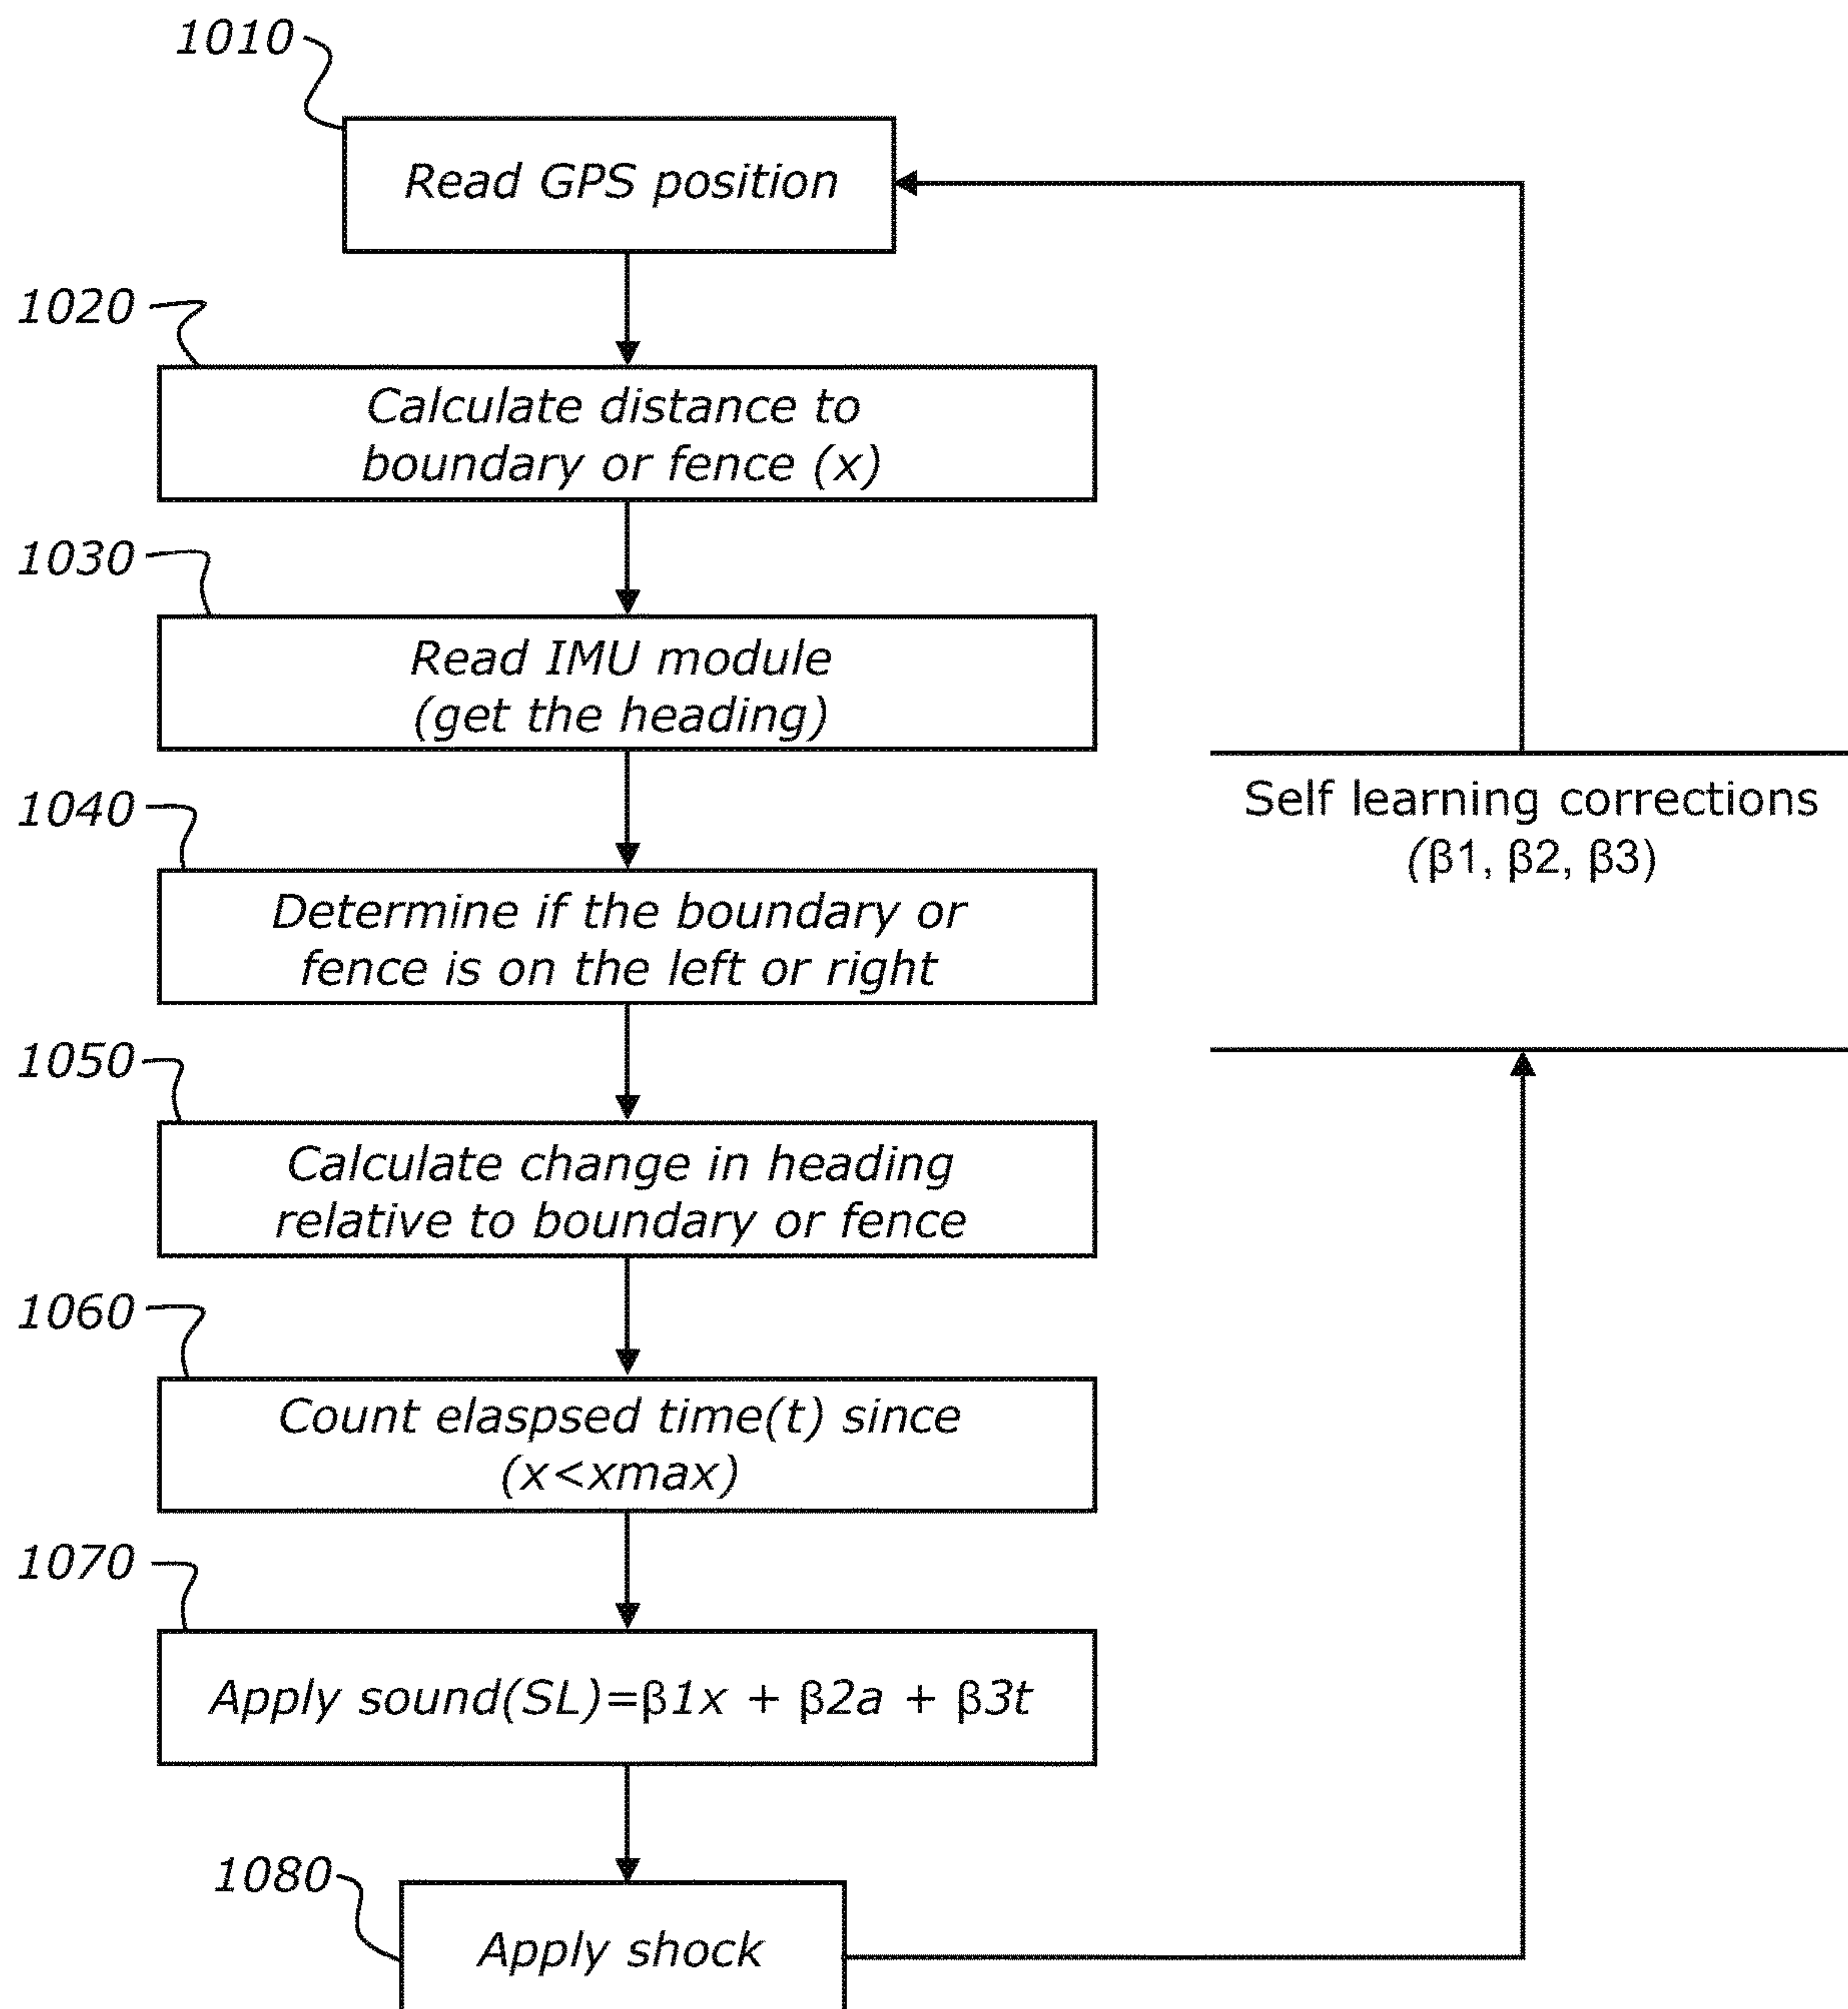 1010
Read GPS position
1020
Calculate distance to
boundary or fence (x)
1030
Read IMU module
(get the heading)
1040
Determine if the boundary or
fence is on the left or right
Self learning corrections
(β1, β2, β3)
1050
Calculate change in heading
relative to boundary or fence
1060
Count elaspsed time(t) since
(x<xmax)
1070
Apply sound(SL)=β1x + β2a + β3t
1080
Apply shock